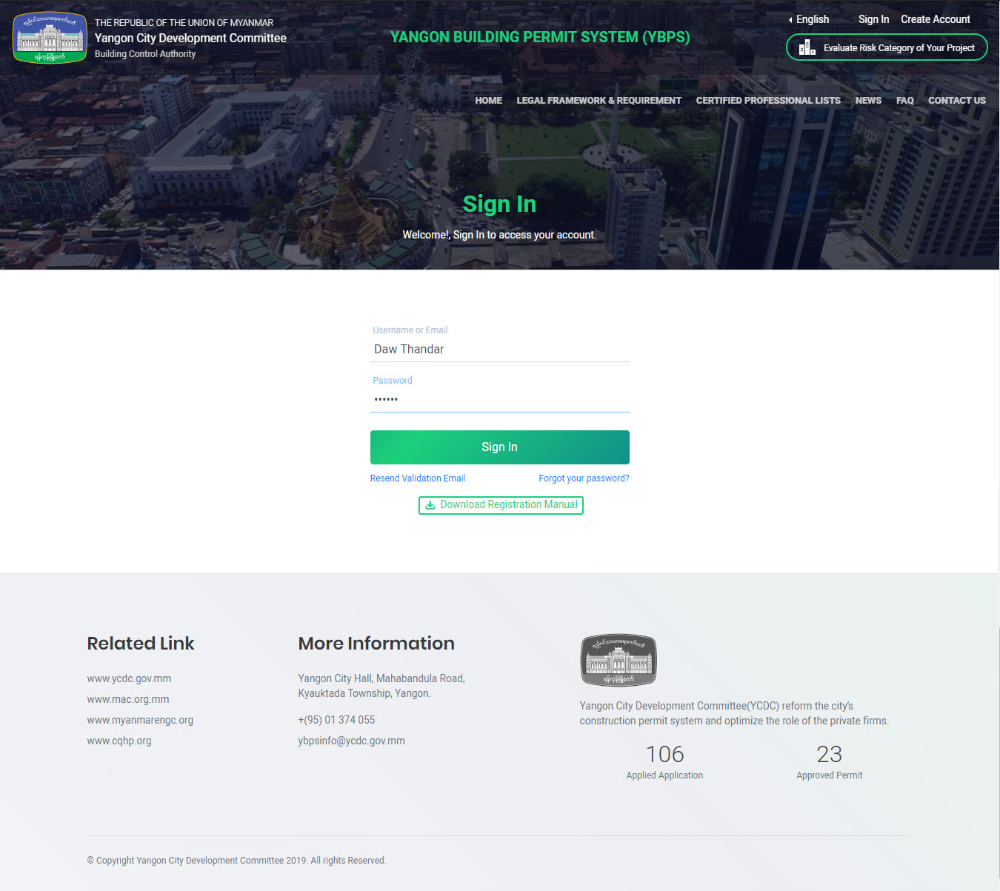 THE REPUBLIC OF THE UNION OF MYANMAR
Yangon City Development Committee
Building Control Authority
YANGON BUILDING PERMIT SYSTEM (YBPS)
English
Sign In
Create Account
Evaluate Risk Category of Your Project
HOME LEGAL FRAMEWORK & REQUIREMENT CERTIFIED PROFESSIONAL LISTS NEWS FAQ CONTACT US
Sign In
Welcome!, Sign In to access your account.
Username or Email
Daw Thandar
Password
••••••
Sign In
Resend Validation Email
Forgot your password?
Download Registration Manual
Related Link
www.ycdc.gov.mm
www.mac.org.mm
www.myanmarengc.org
www.cqhp.org
More Information
Yangon City Hall, Mahabandula Road,
Kyauktada Township, Yangon.
+(95) 01 374 055
ybpsinfo@ycdc.gov.mm
Yangon City Development Committee(YCDC) reform the city's
construction permit system and optimize the role of the private firms.
106
Applied Application
23
Approved Permit
© Copyright Yangon City Development Committee 2019. All rights Reserved.